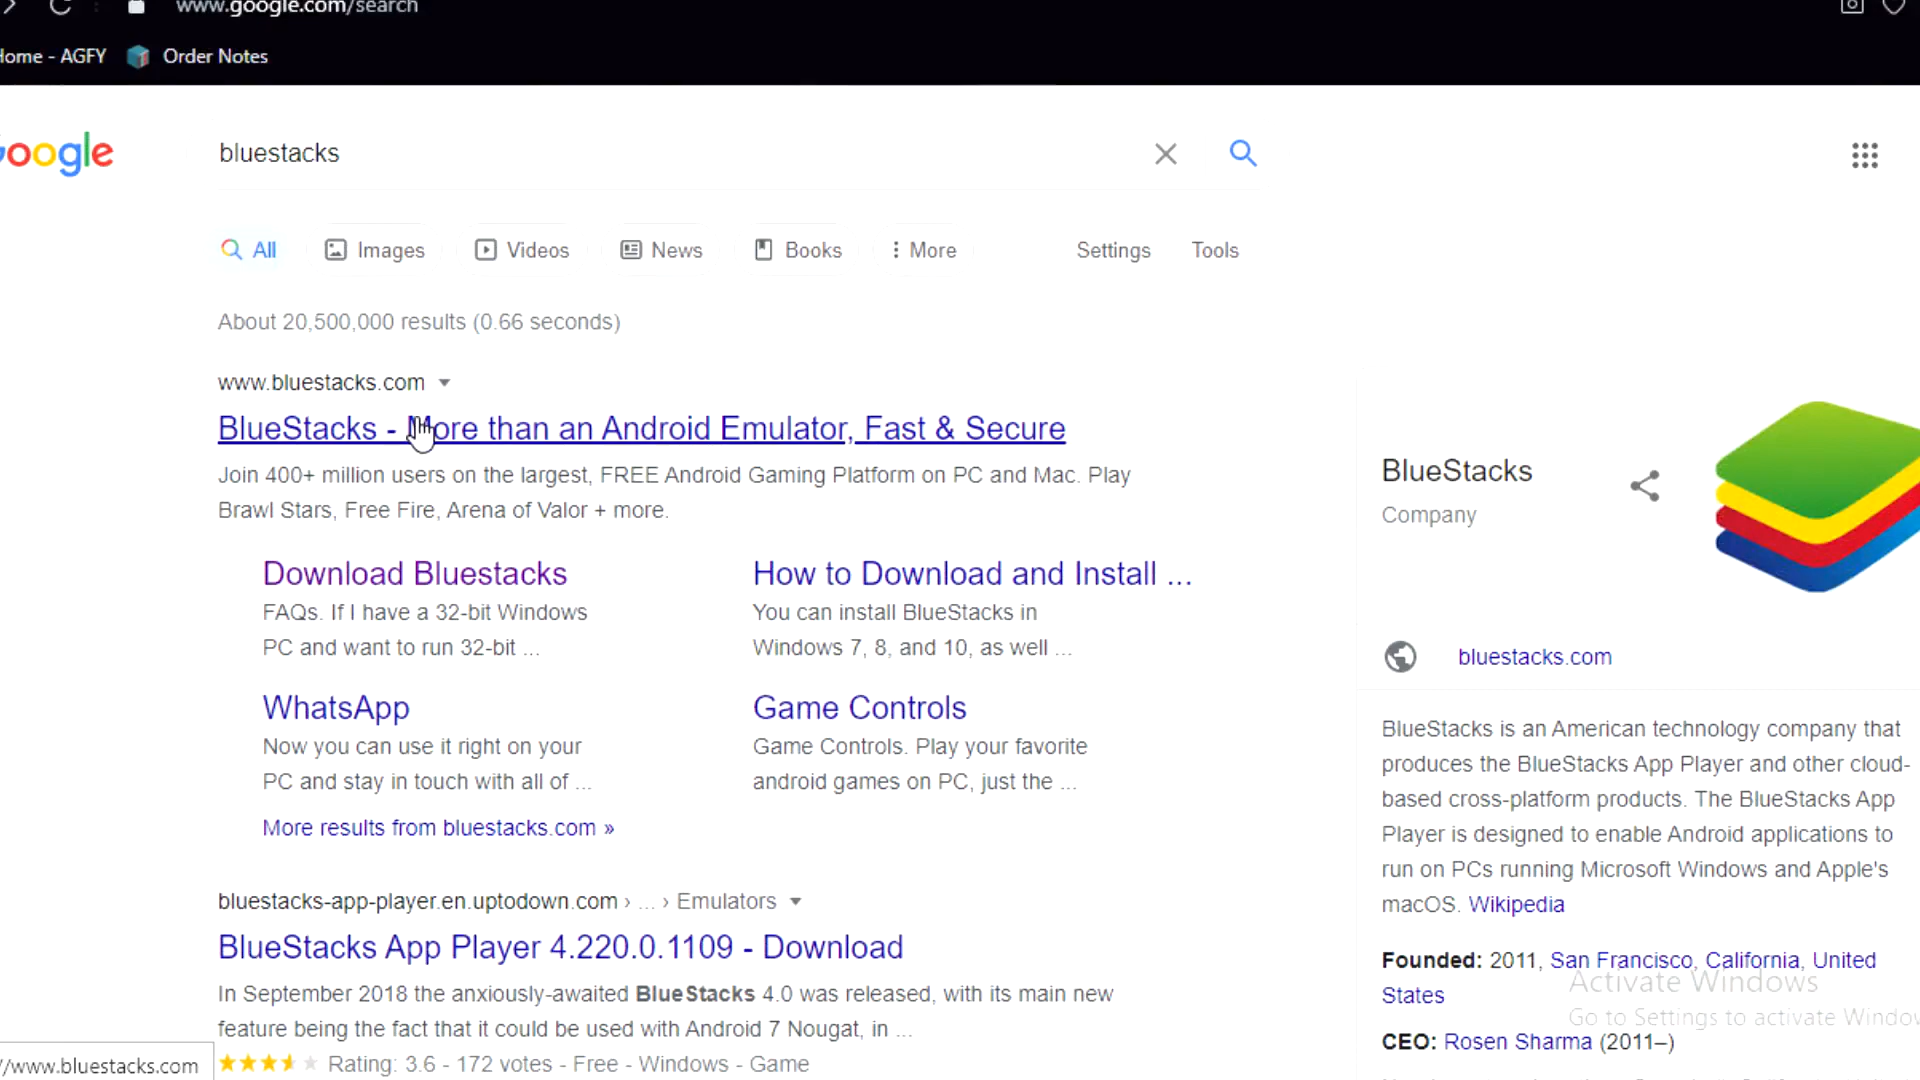 www.google.com/search
Home - AGFY
Order Notes
Google
bluestacks
All
Images
Videos
News
Books
More
Settings
Tools
About 20,500,000 results (0.66 seconds)
www.bluestacks.com
BlueStacks - More than an Android Emulator, Fast & Secure
Join 400+ million users on the largest, FREE Android Gaming Platform on PC and Mac. Play
Brawl Stars, Free Fire, Arena of Valor + more.
Download Bluestacks
FAQs. If I have a 32-bit Windows
PC and want to run 32-bit ...
How to Download and Install ...
You can install BlueStacks in
Windows 7, 8, and 10, as well ...
WhatsApp
Now you can use it right on your
PC and stay in touch with all of ...
Game Controls
Game Controls. Play your favorite
android games on PC, just the ...
More results from bluestacks.com »
bluestacks-app-player.en.uptodown.com › ... › Emulators
BlueStacks App Player 4.220.0.1109 - Download
In September 2018 the anxiously-awaited BlueStacks 4.0 was released, with its main new
feature being the fact that it could be used with Android 7 Nougat, in ...
Rating: 3.6 - 172 votes - Free - Windows - Game
//www.bluestacks.com
BlueStacks
Company
bluestacks.com
BlueStacks is an American technology company that
produces the BlueStacks App Player and other cloud-
based cross-platform products. The BlueStacks App
Player is designed to enable Android applications to
run on PCs running Microsoft Windows and Apple's
macOS. Wikipedia
Founded: 2011, San Francisco, California, United
States
CEO: Rosen Sharma (2011–)
Activate Windows
Go to Settings to activate Windows